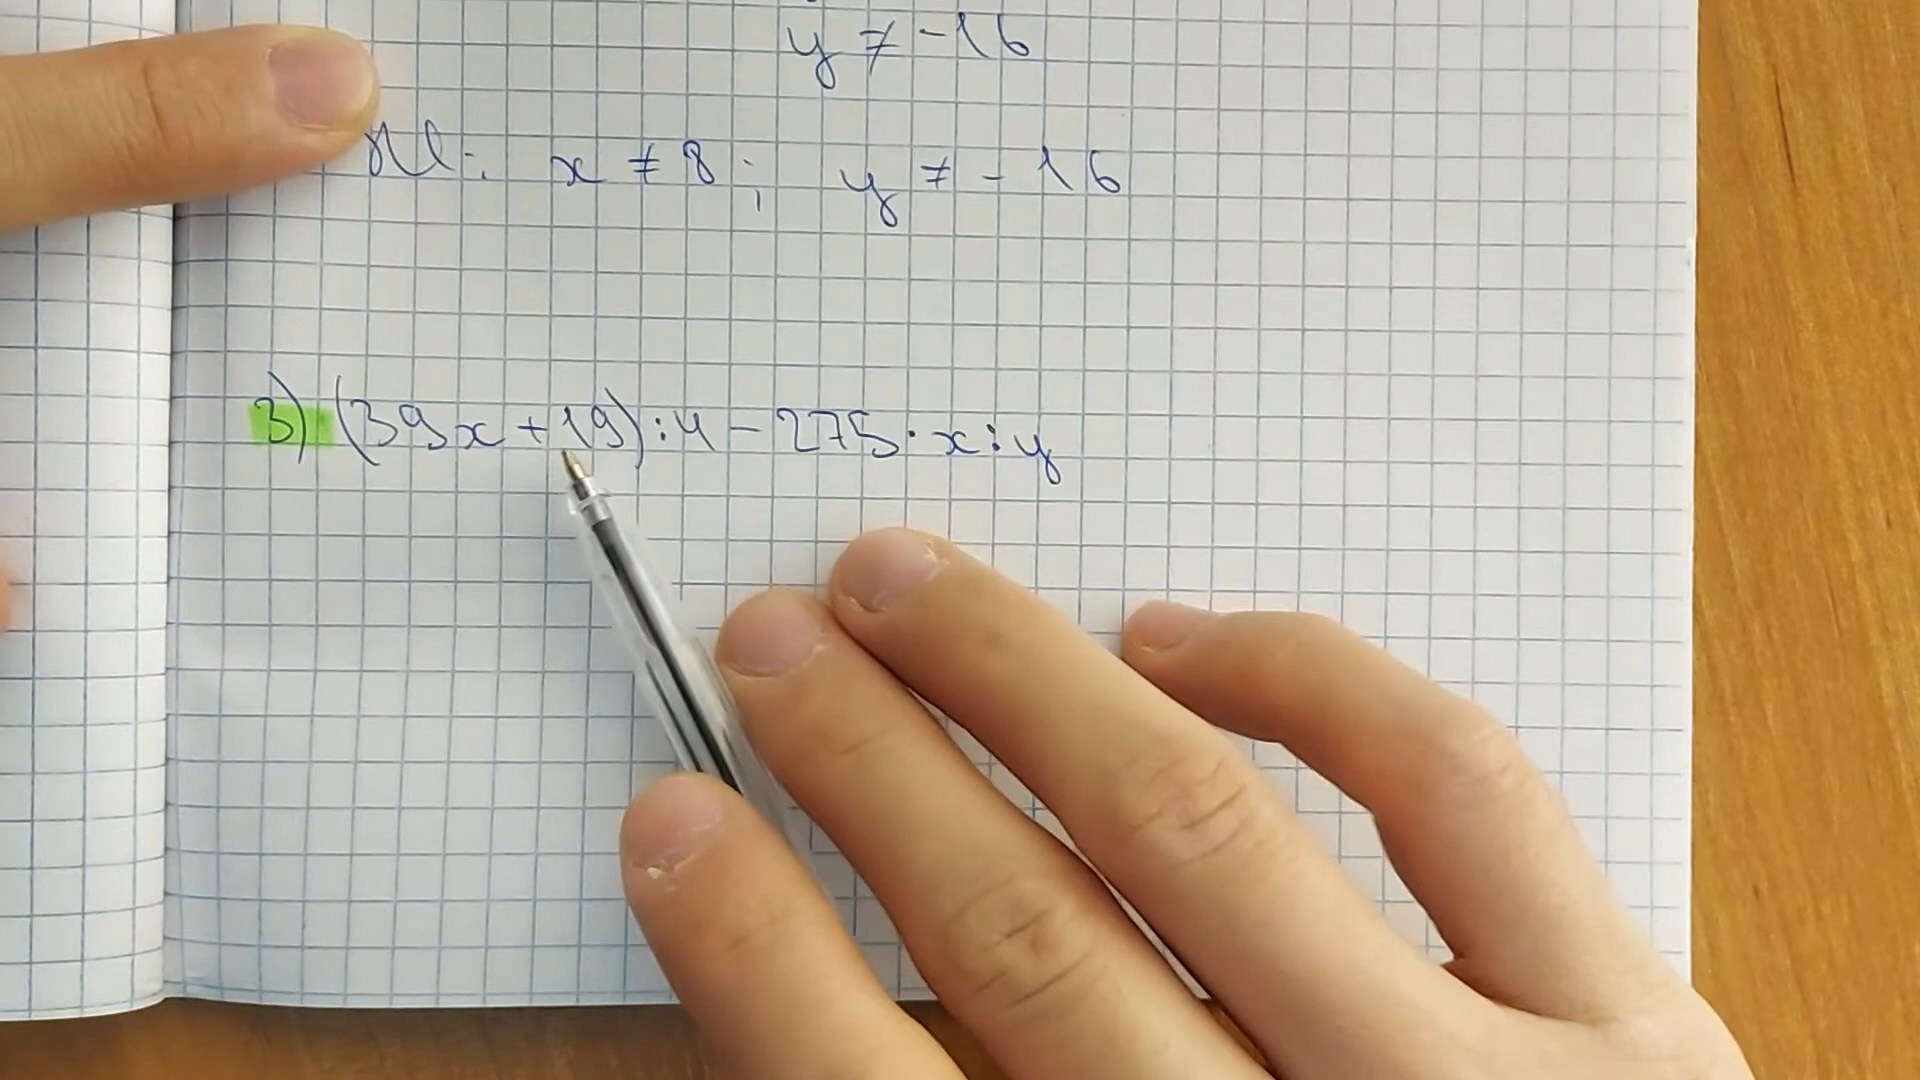 y ≠ -16
x ≠ 8; y ≠ -16
3) (39x + 19) : 4 - 275 · x : y